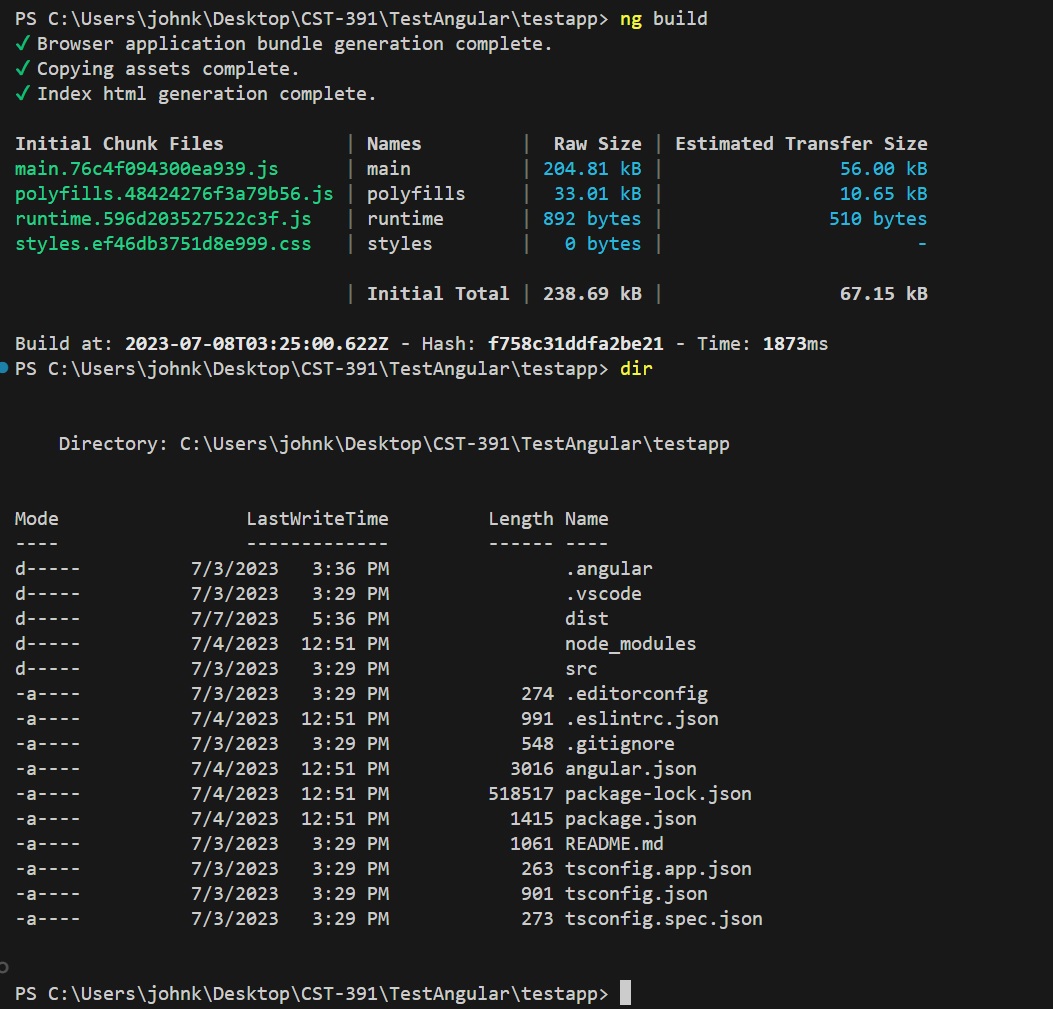 PS C:\Users\johnk\Desktop\CST-391\TestAngular\testapp> ng build
✓ Browser application bundle generation complete.
✓ Copying assets complete.
✓ Index html generation complete.
Initial Chunk Files | Names | Raw Size | Estimated Transfer Size
main.76c4f094300ea939.js | main | 204.81 kB | 56.00 kB
polyfills.48424276f3a79b56.js | polyfills | 33.01 kB | 10.65 kB
runtime.596d203527522c3f.js | runtime | 892 bytes | 510 bytes
styles.ef46db3751d8e999.css | styles | 0 bytes | -
| Initial Total | 238.69 kB | 67.15 kB
Build at: 2023-07-08T03:25:00.622Z - Hash: f758c31ddfa2be21 - Time: 1873ms
PS C:\Users\johnk\Desktop\CST-391\TestAngular\testapp> dir
Directory: C:\Users\johnk\Desktop\CST-391\TestAngular\testapp
Mode LastWriteTime Length Name
---- ------------- ------ ----
d----- 7/3/2023 3:36 PM .angular
d----- 7/3/2023 3:29 PM .vscode
d----- 7/7/2023 5:36 PM dist
d----- 7/4/2023 12:51 PM node_modules
d----- 7/3/2023 3:29 PM src
-a---- 7/3/2023 3:29 PM 274 .editorconfig
-a---- 7/4/2023 12:51 PM 991 .eslintrc.json
-a---- 7/3/2023 3:29 PM 548 .gitignore
-a---- 7/4/2023 12:51 PM 3016 angular.json
-a---- 7/4/2023 12:51 PM 518517 package-lock.json
-a---- 7/4/2023 12:51 PM 1415 package.json
-a---- 7/3/2023 3:29 PM 1061 README.md
-a---- 7/3/2023 3:29 PM 263 tsconfig.app.json
-a---- 7/3/2023 3:29 PM 901 tsconfig.json
-a---- 7/3/2023 3:29 PM 273 tsconfig.spec.json
PS C:\Users\johnk\Desktop\CST-391\TestAngular\testapp>